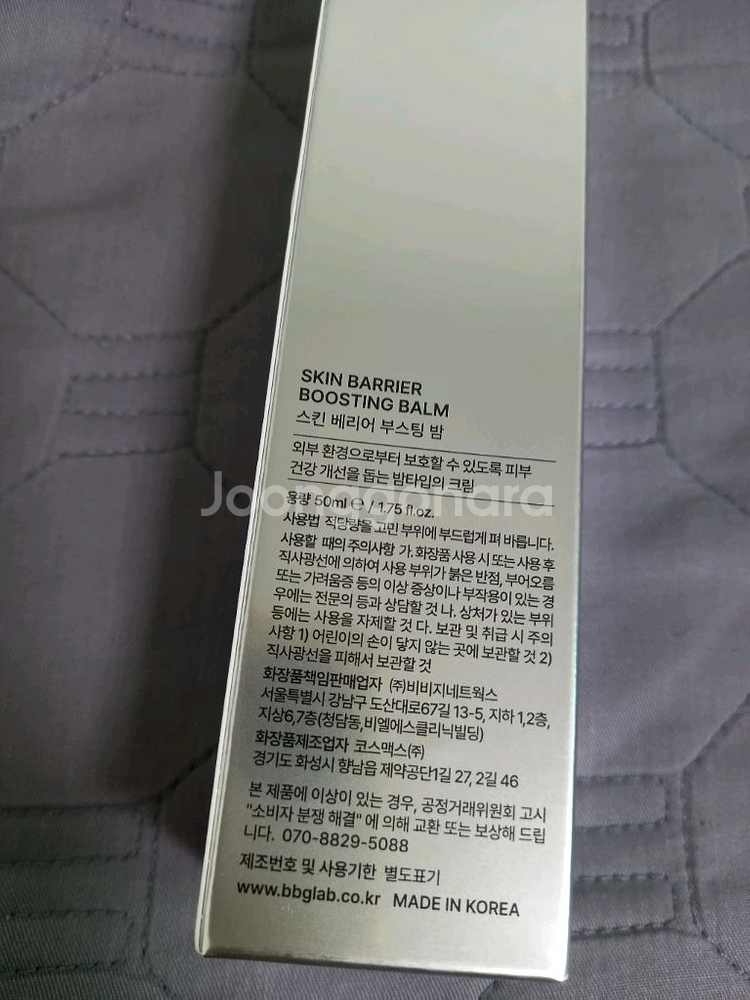 SKIN BARRIER
BOOSTING BALM
스킨 베리어 부스팅 밤
외부 환경으로부터 보호할 수 있도록 피부
건강 개선을 돕는 밤타입의 크림
Joonggonara
용량 50ml e / 1.75 fl.oz.
사용법 적당량을 고민 부위에 부드럽게 펴 바릅니다.
사용할 때의 주의사항 가. 화장품 사용 시 또는 사용 후
직사광선에 의하여 사용 부위가 붉은 반점, 부어오름
또는 가려움증 등의 이상 증상이나 부작용이 있는 경
우에는 전문의 등과 상담할 것 나. 상처가 있는 부위
등에는 사용을 자제할 것 다. 보관 및 취급 시 주의
사항 1) 어린이의 손이 닿지 않는 곳에 보관할 것 2)
직사광선을 피해서 보관할 것
화장품책임판매업자 (주)비비지네트웍스
서울특별시 강남구 도산대로67길 13-5, 지하 1,2층,
지상6,7층(청담동,비엘에스클리닉빌딩)
화장품제조업자 코스맥스(주)
경기도 화성시 향남읍 제약공단1길 27, 2길 46
본 제품에 이상이 있는 경우, 공정거래위원회 고시
"소비자 분쟁 해결" 에 의해 교환 또는 보상해 드립
니다. 070-8829-5088
제조번호 및 사용기한 별도표기
www.bbglab.co.kr MADE IN KOREA